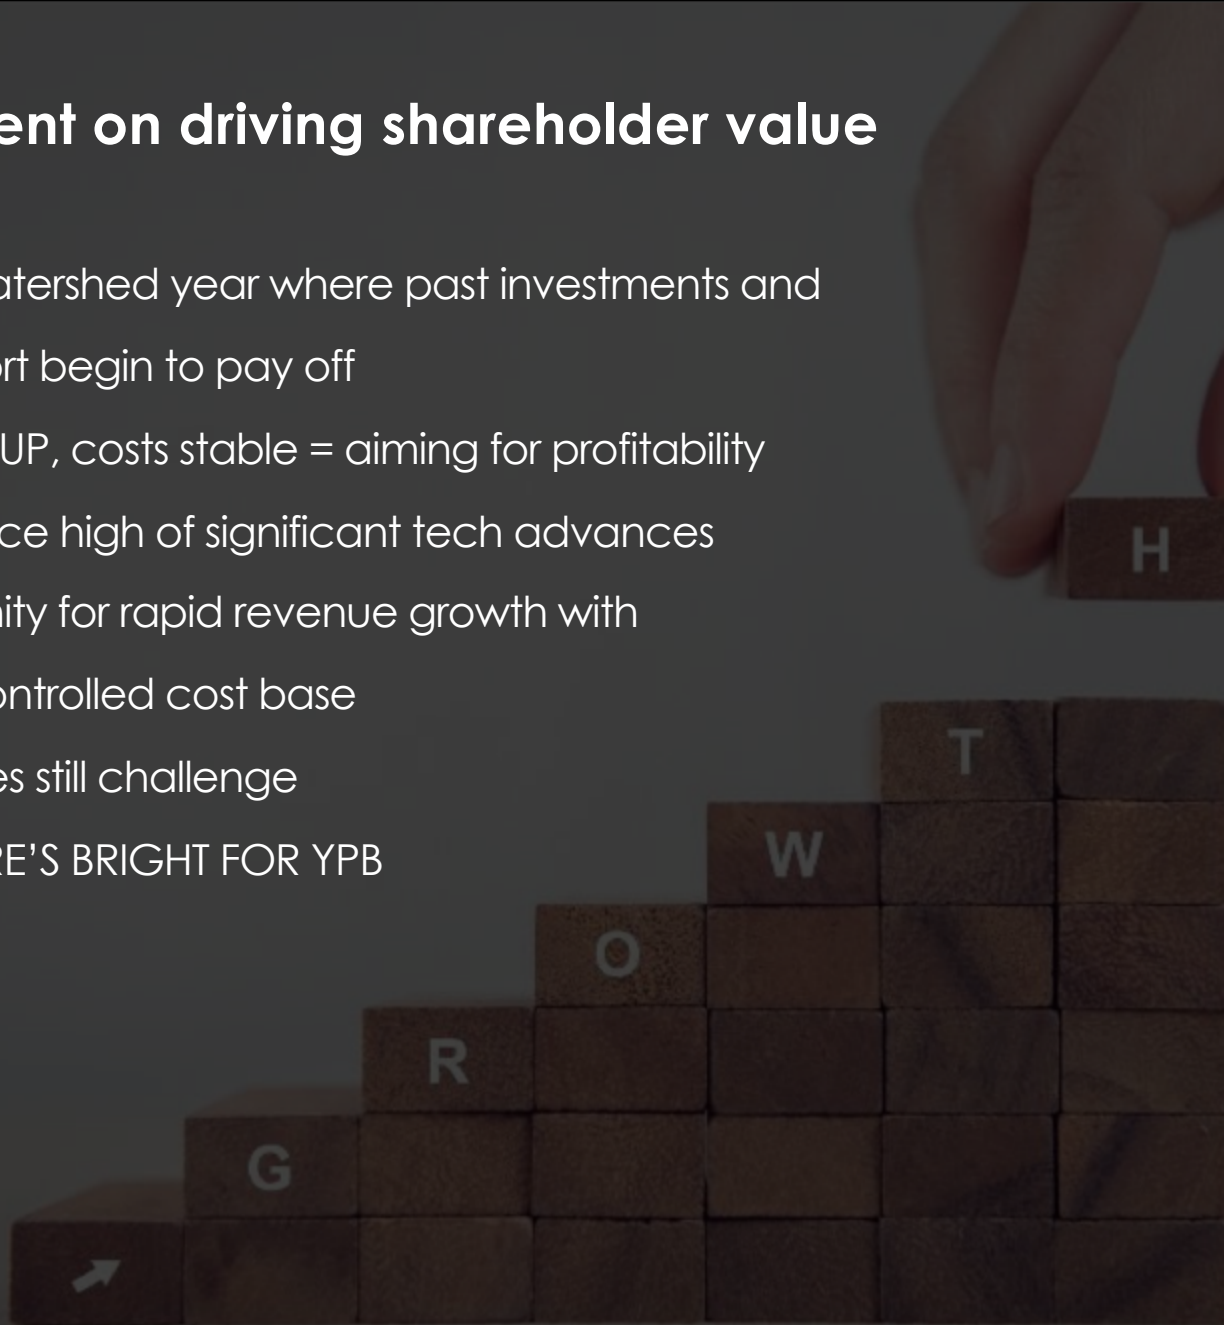 ent on driving shareholder value
atershed year where past investments and
ort begin to pay off
UP, costs stable = aiming for profitability
ce high of significant tech advances
nity for rapid revenue growth with
ontrolled cost base
es still challenge
RE'S BRIGHT FOR YPB
H
T
W
O
R
G